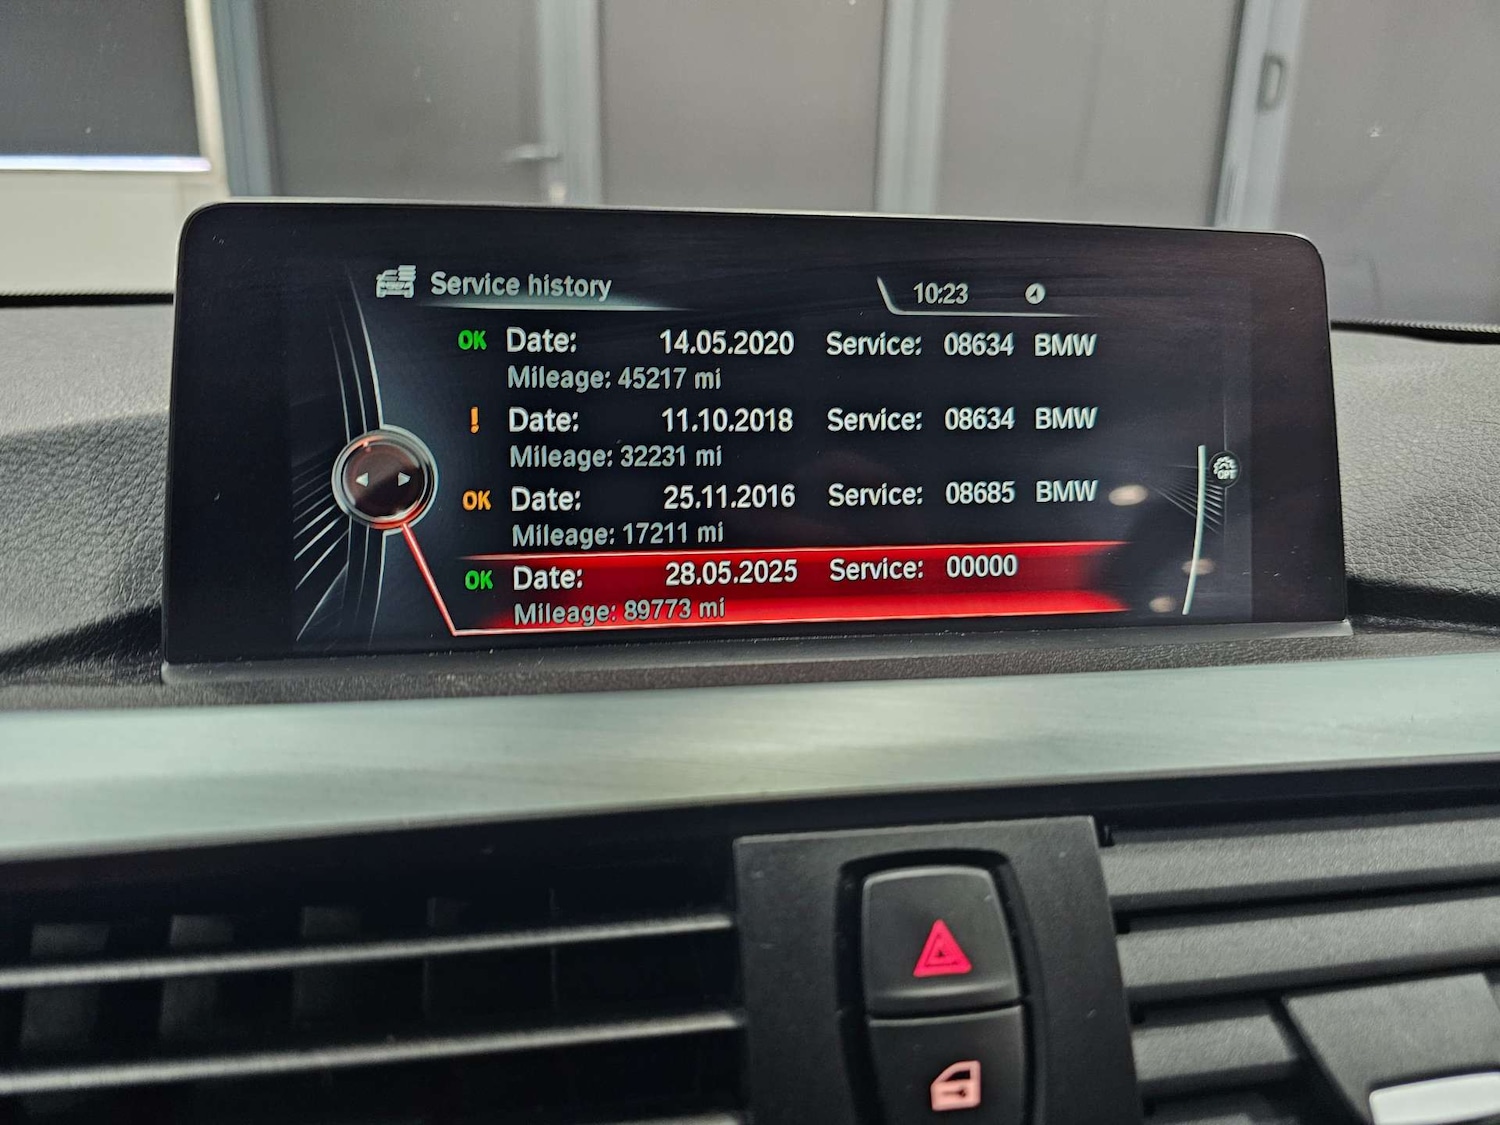 Service history 10:23
OK Date: 14.05.2020 Service: 08634 BMW
Mileage: 45217 mi
! Date: 11.10.2018 Service: 08634 BMW
Mileage: 32231 mi
OK Date: 25.11.2016 Service: 08685 BMW
Mileage: 17211 mi
OK Date: 28.05.2025 Service: 00000
Mileage: 89773 mi
OFF